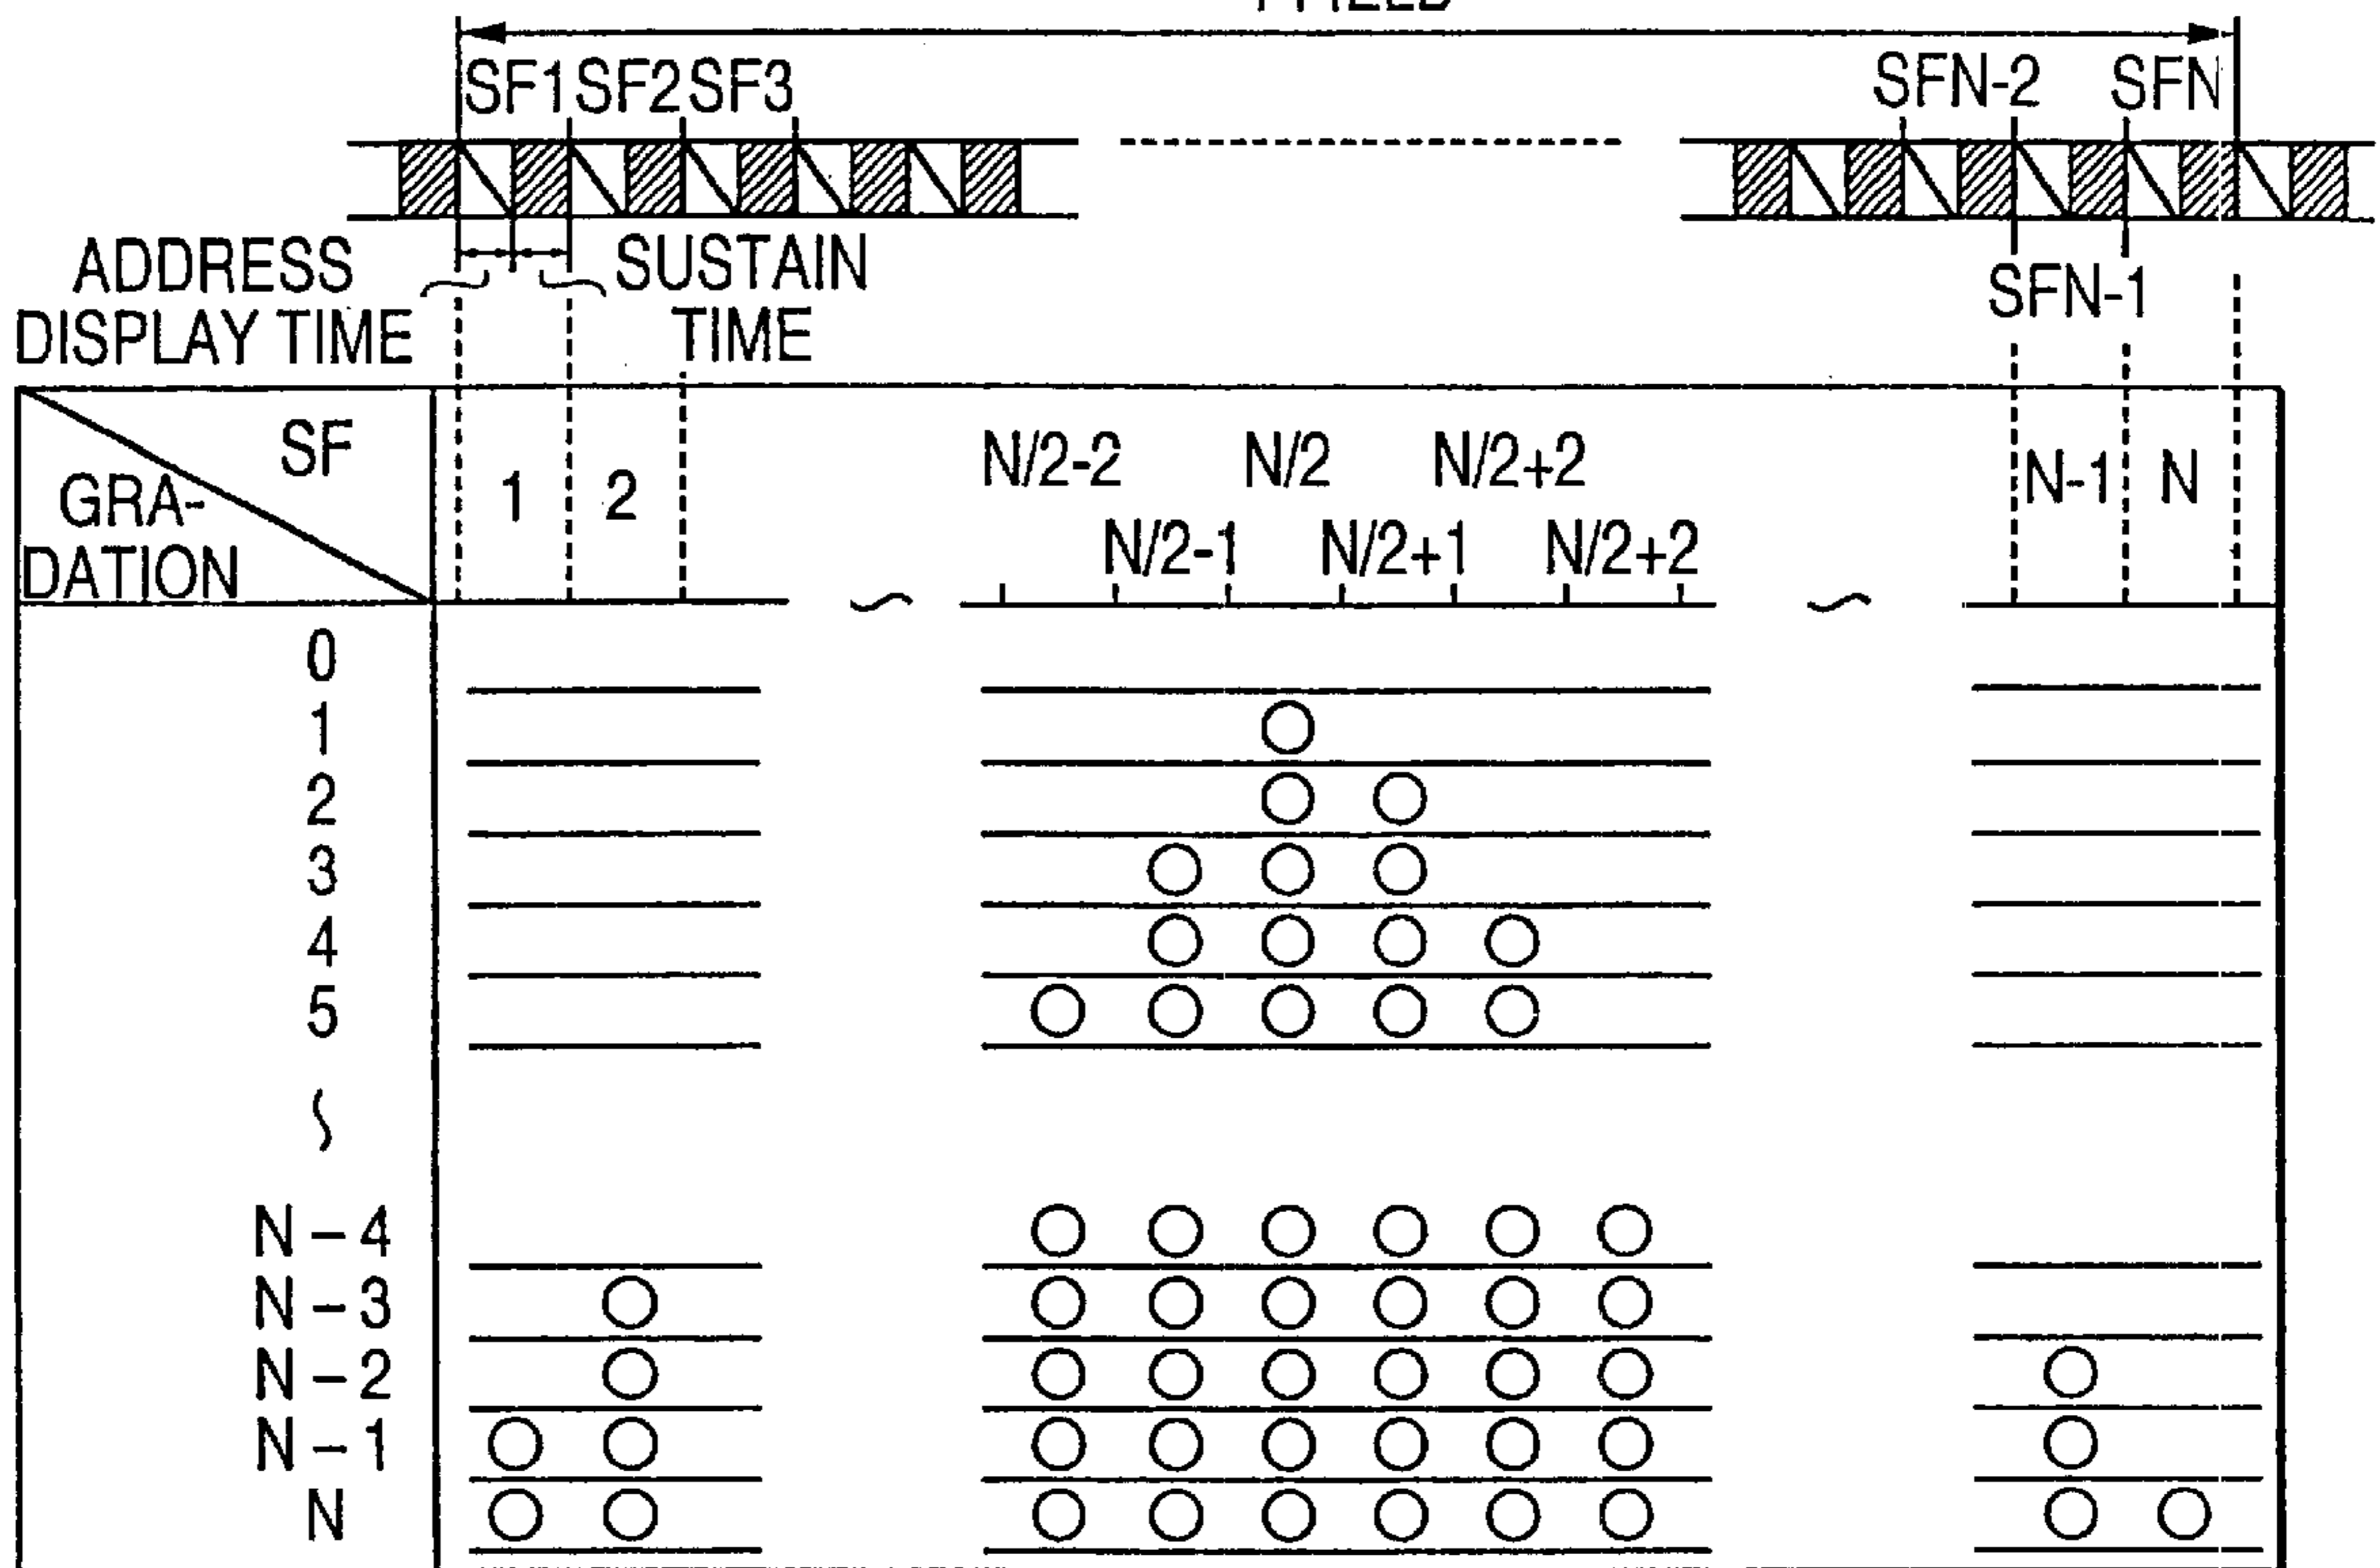 SF1 SF2 SF3
SFN-2 SFN
ADDRESS
DISPLAY TIME
SUSTAIN
TIME
SFN-1
SF
GRA-
DATION
1 2
N/2-2 N/2 N/2+2
N/2-1 N/2+1 N/2+2
N-1 N
0
1
2
3
4
5
N-4
N-3
N-2
N-1
N